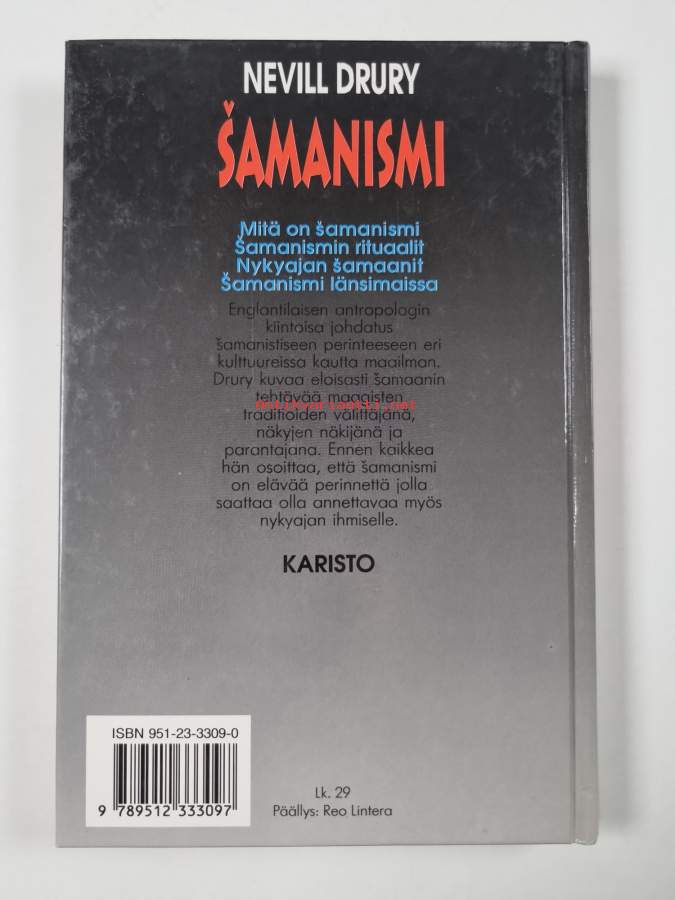 NEVILL DRURY
ŠAMANISMI
Mitä on šamanismi
Šamanismin rituaalit
Nykyajan šamaanit
Šamanismi länsimaissa
Englantilaisen antropologin
kiintoisa johdatus
šamanistiseen perinteeseen eri
kulttuureissa kautta maailman.
Drury kuvaa eloisasti šamaanin
tehtävää maagisten
antikvariaatti.net
traditioiden välittäjänä,
näkyjen näkijänä ja
parantajana. Ennen kaikkea
hän osoittaa, että šamanismi
on elävää perinnettä jolla
saattaa olla annettavaa myös
nykyajan ihmiselle.
KARISTO
ISBN 951-23-3309-0
9 789512 333097
Lk. 29
Päällys: Reo Lintera